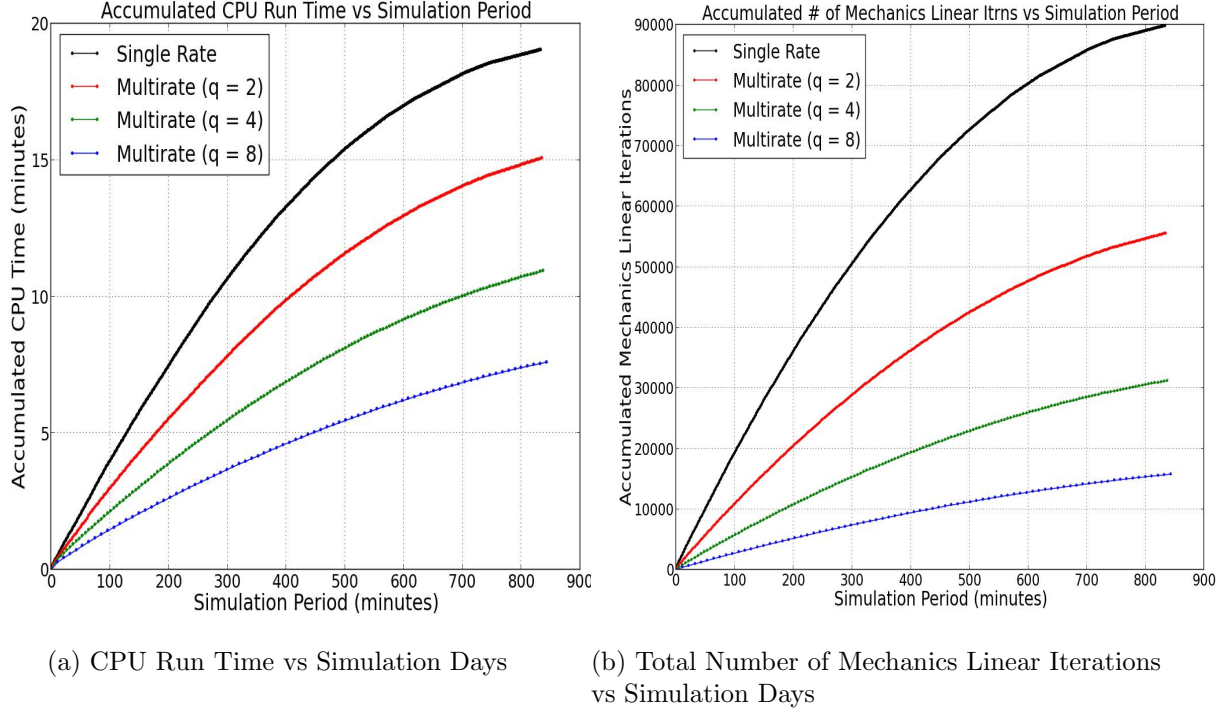 Accumulated CPU Run Time vs Simulation Period
20
15
10
5
0
Accumulated CPU Time (minutes)
Single Rate
Multirate (q = 2)
Multirate (q = 4)
Multirate (q = 8)
0 100 200 300 400 500 600 700 800 900
Simulation Period (minutes)
(a) CPU Run Time vs Simulation Days
Accumulated # of Mechanics Linear Itrns vs Simulation Period
90000
80000
70000
60000
50000
40000
30000
20000
10000
0
Accumulated Mechanics Linear Iterations
Single Rate
Multirate (q = 2)
Multirate (q = 4)
Multirate (q = 8)
0 100 200 300 400 500 600 700 800 900
Simulation Period (minutes)
(b) Total Number of Mechanics Linear Iterations
vs Simulation Days